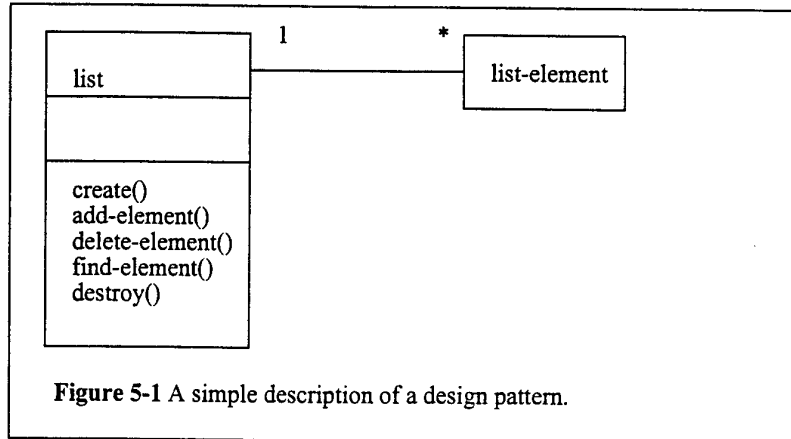 1 *
list
list-element
create()
add-element()
delete-element()
find-element()
destroy()
Figure 5-1 A simple description of a design pattern.